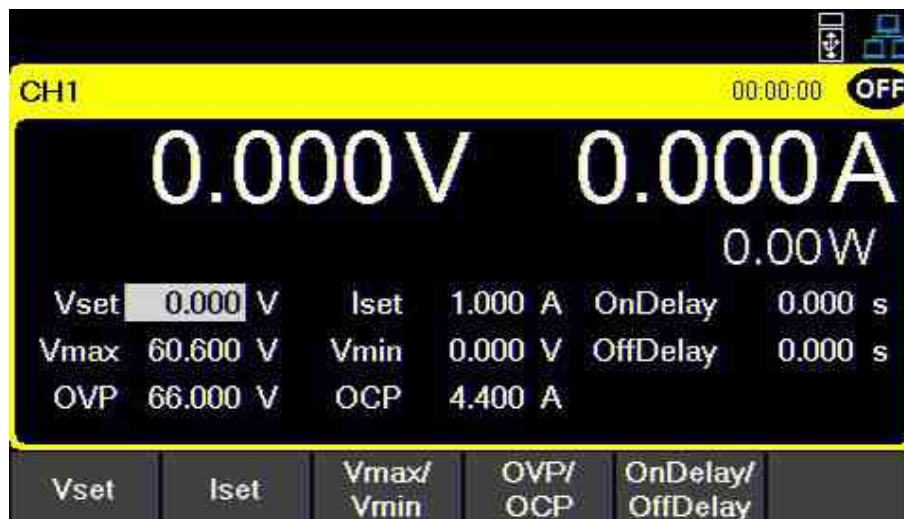 CH1 00:00:00 OFF
0.000V 0.000A
0.00W
Vset 0.000 V Iset 1.000 A OnDelay 0.000 s
Vmax 60.600 V Vmin 0.000 V OffDelay 0.000 s
OVP 66.000 V OCP 4.400 A
Vset Iset Vmax/ OVP/ OnDelay/
Vmin OCP OffDelay